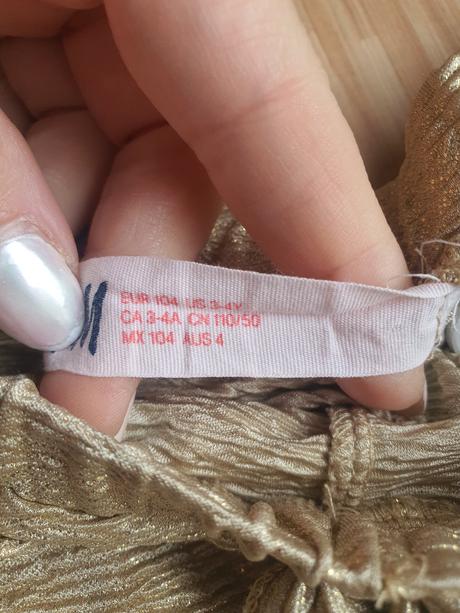 M
EUR 104 US 3-4Y
CA 3-4A CN 110/50
MX 104 AUS 4